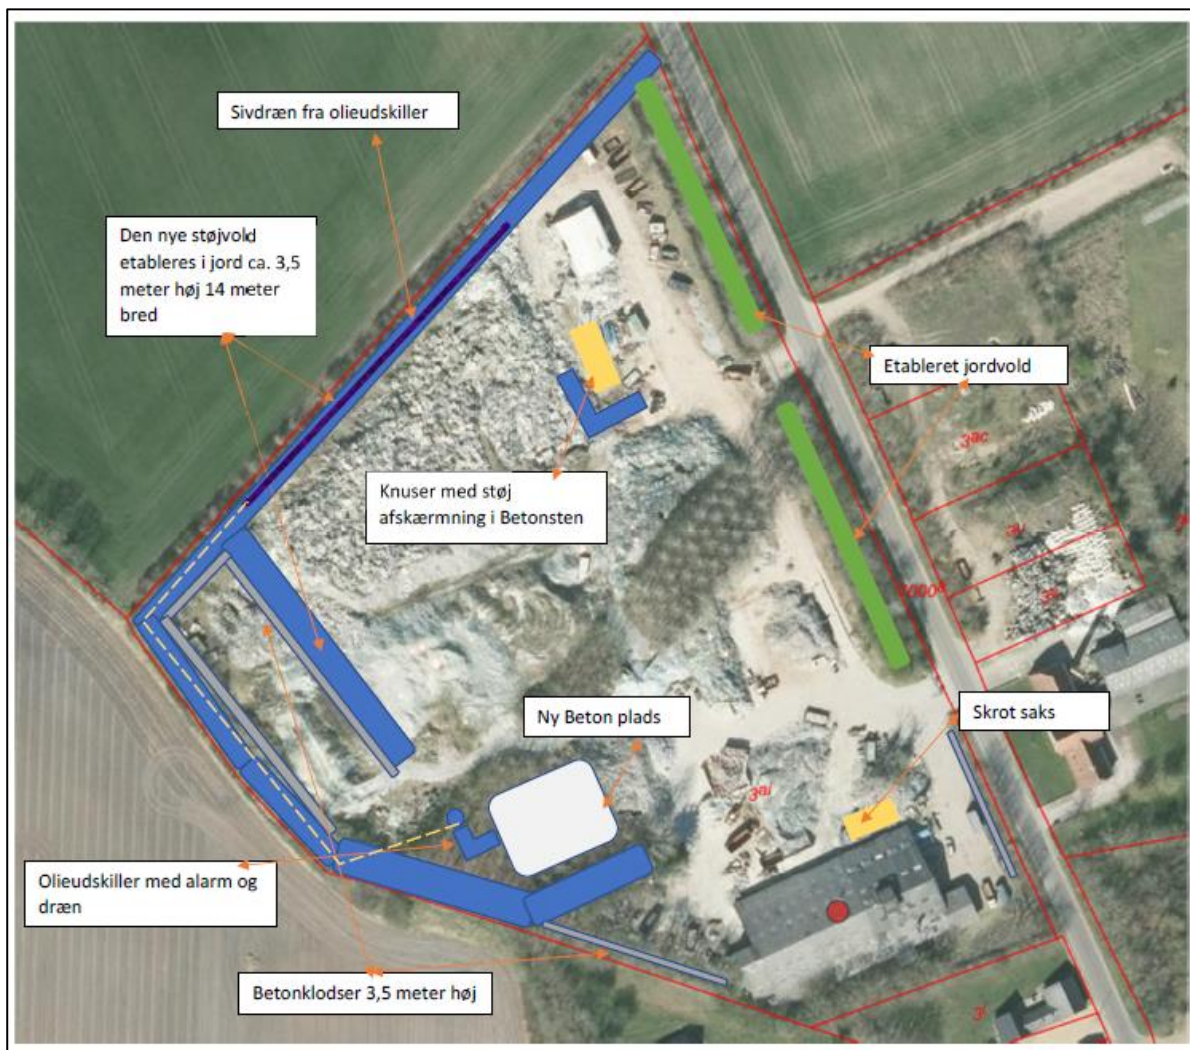 Sivdræn fra olieudskiller
Den nye støjvold
etableres i jord ca. 3,5
meter høj 14 meter
bred
Etableret jordvold
3ac
Knuser med støj
afskærmning i Betonsten
Ny Beton plads
Skrot saks
Olieudskiller med alarm og
dræn
Betonklodser 3,5 meter høj